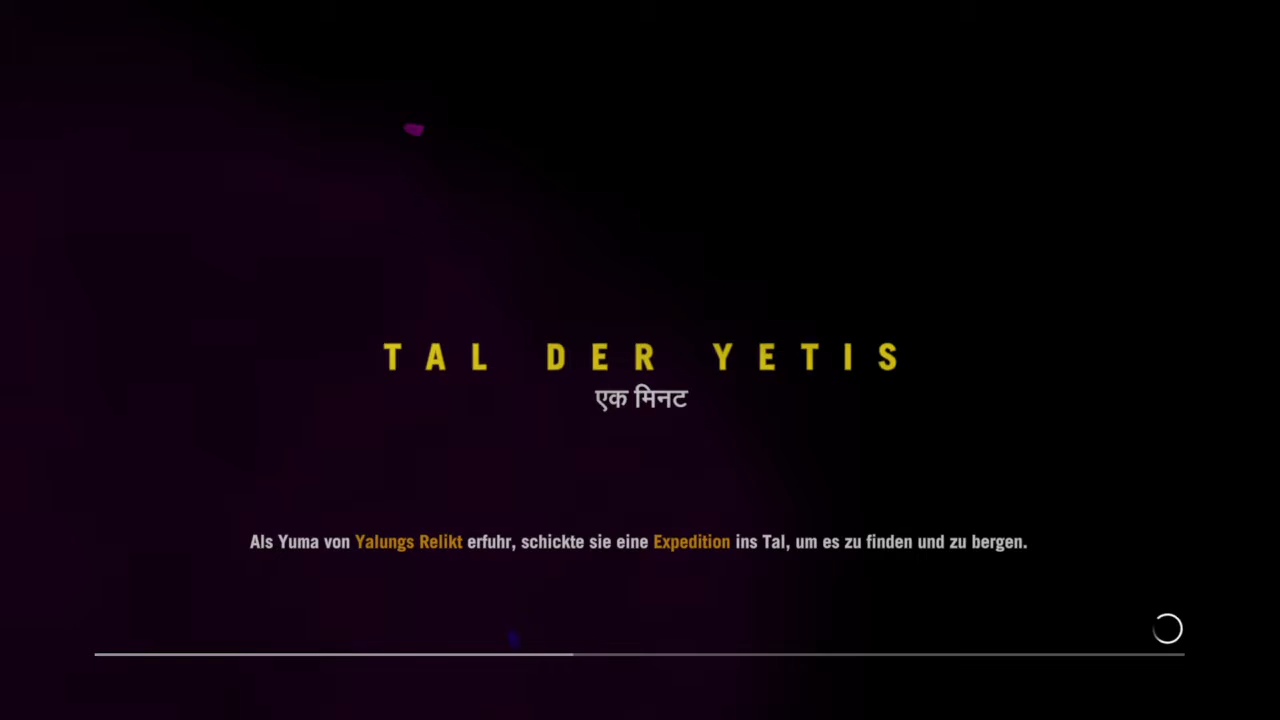 TAL DER YETIS
एक मिनट
Als Yuma von Yalungs Relikt erfuhr, schickte sie eine Expedition ins Tal, um es zu finden und zu bergen.